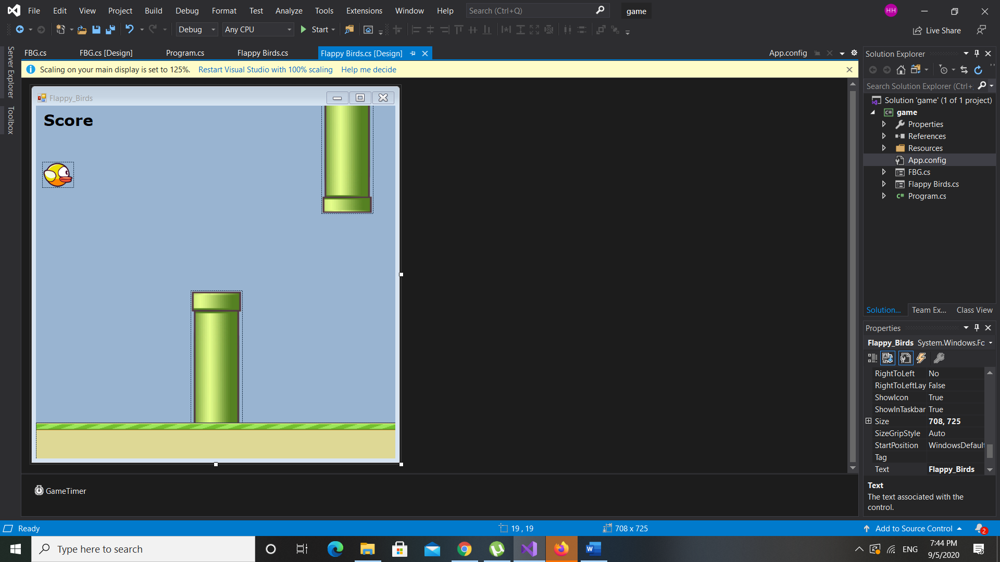 File Edit View Project Build Debug Format Test Analyze Tools Extensions Window Help Search (Ctrl+Q) game HH
Debug Any CPU Start Live Share
FBG.cs FBG.cs [Design] Program.cs Flappy Birds.cs Flappy Birds.cs [Design] App.config
Scaling on your main display is set to 125%. Restart Visual Studio with 100% scaling Help me decide
Server Explorer
Toolbox
Flappy_Birds
Score
GameTimer
Solution Explorer
Search Solution Explorer (Ctrl+
Solution 'game' (1 of 1 project)
C# game
Properties
References
Resources
App.config
FBG.cs
Flappy Birds.cs
C# Program.cs
Solution... Team Ex... Class View
Properties
Flappy_Birds System.Windows.Fo
RightToLeft No
RightToLeftLay False
ShowIcon True
ShowInTaskbar True
Size 708, 725
SizeGripStyle Auto
StartPosition WindowsDefault
Tag
Text Flappy_Birds
Text
The text associated with the
control.
Ready 19 , 19 708 x 725 Add to Source Control 2
Type here to search ENG 7:44 PM
9/5/2020